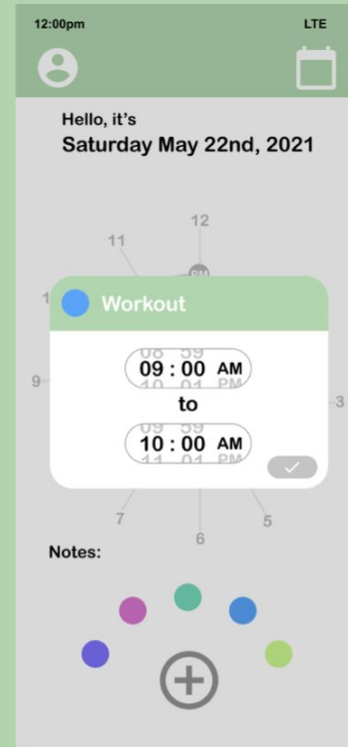 12:00pm LTE
Hello, it's
Saturday May 22nd, 2021
12
11
PM
1
Workout
08 59
09 : 00 AM
10 01 PM
9
to
3
09 59
10 : 00 AM
11 01 PM
7
5
6
Notes: